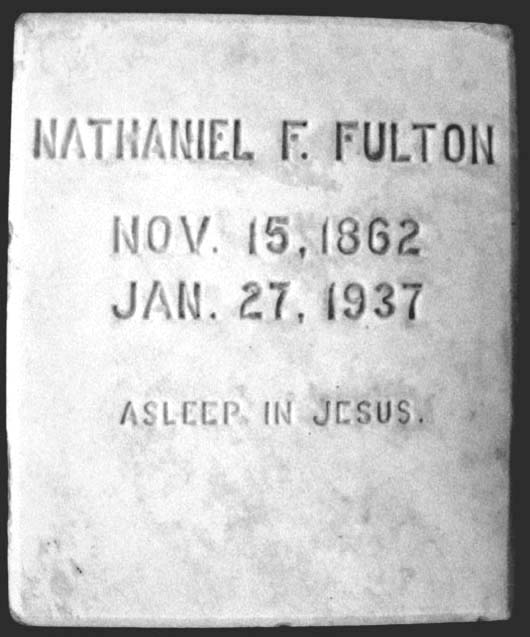 NATHANIEL F. FULTON
NOV. 15, 1862
JAN. 27, 1937
ASLEEP IN JESUS.